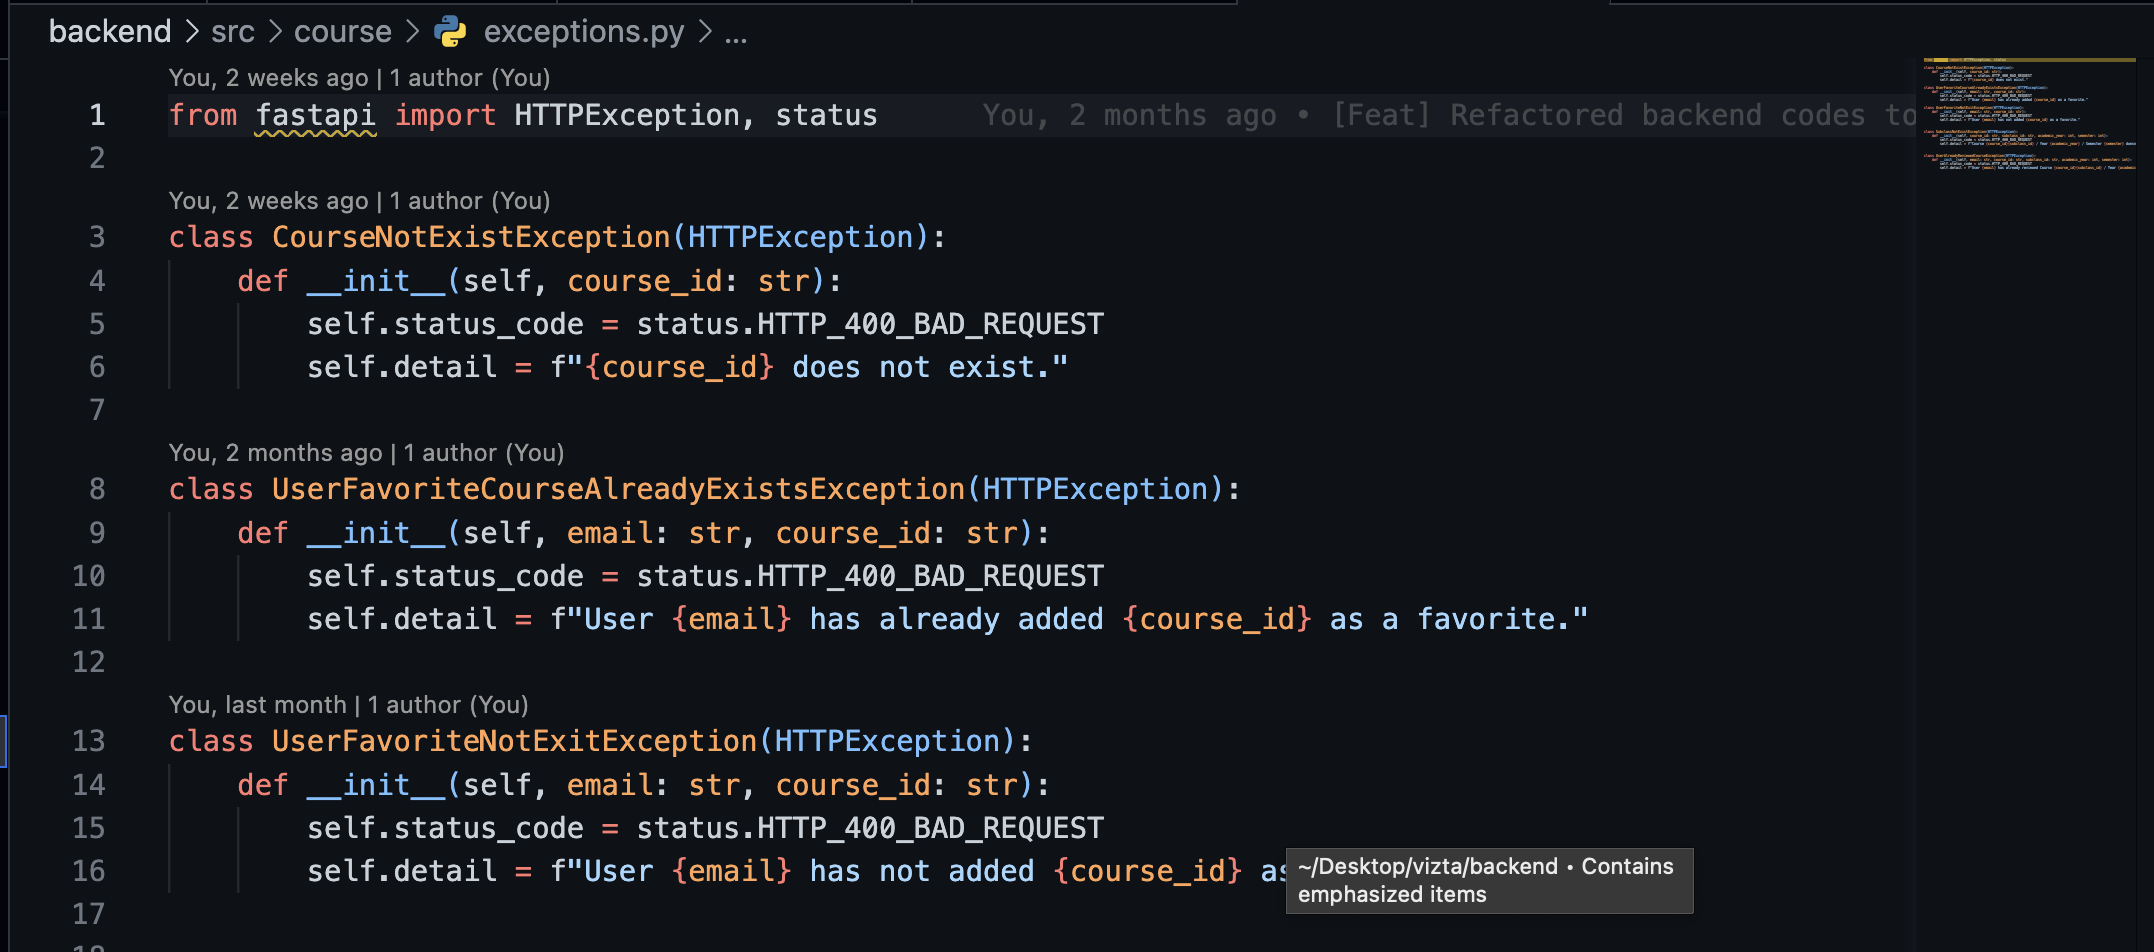 backend > src > course > exceptions.py > ...
You, 2 weeks ago | 1 author (You)
1 from fastapi import HTTPException, status You, 2 months ago • [Feat] Refactored backend codes to
2
You, 2 weeks ago | 1 author (You)
3 class CourseNotExistException(HTTPException):
4 def __init__(self, course_id: str):
5 self.status_code = status.HTTP_400_BAD_REQUEST
6 self.detail = f"{course_id} does not exist."
7
You, 2 months ago | 1 author (You)
8 class UserFavoriteCourseAlreadyExistsException(HTTPException):
9 def __init__(self, email: str, course_id: str):
10 self.status_code = status.HTTP_400_BAD_REQUEST
11 self.detail = f"User {email} has already added {course_id} as a favorite."
12
You, last month | 1 author (You)
13 class UserFavoriteNotExitException(HTTPException):
14 def __init__(self, email: str, course_id: str):
15 self.status_code = status.HTTP_400_BAD_REQUEST
16 self.detail = f"User {email} has not added {course_id} as
~/Desktop/vizta/backend • Contains
emphasized items
17